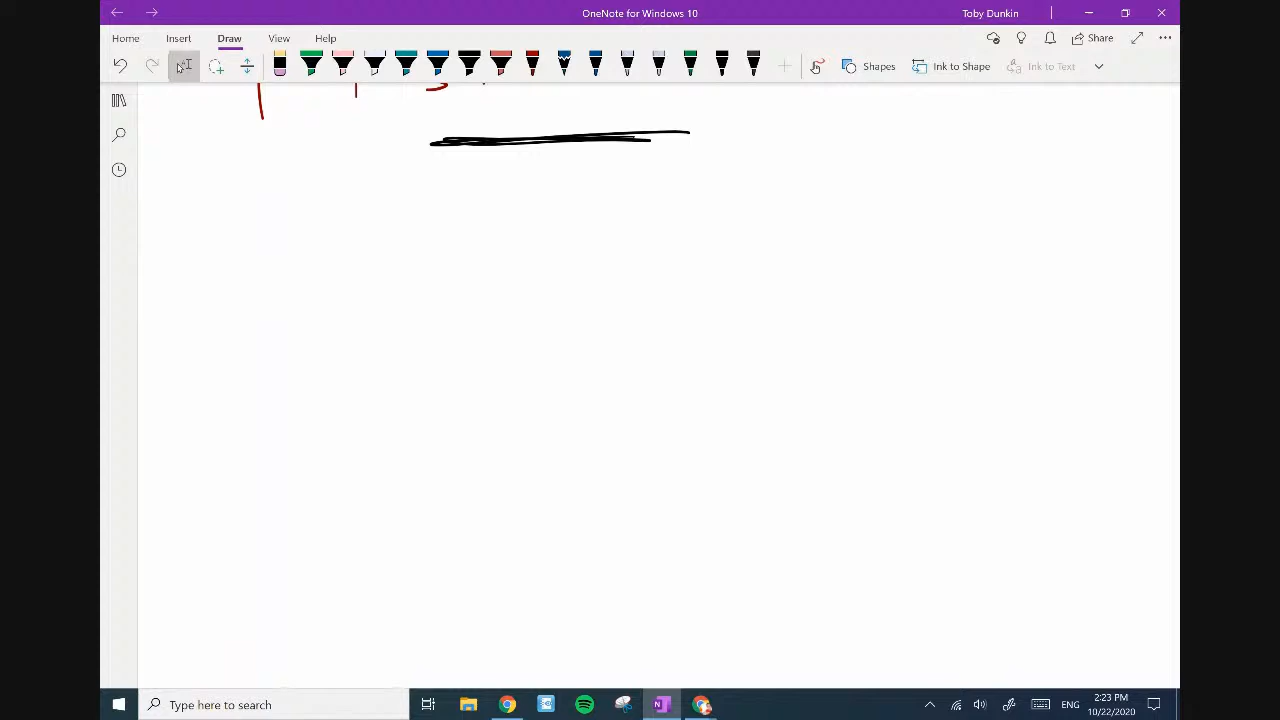 OneNote for Windows 10 Toby Dunkin
Home Insert Draw View Help Share
Shapes Ink to Shape Ink to Text
Type here to search
ENG 2:23 PM
10/22/2020